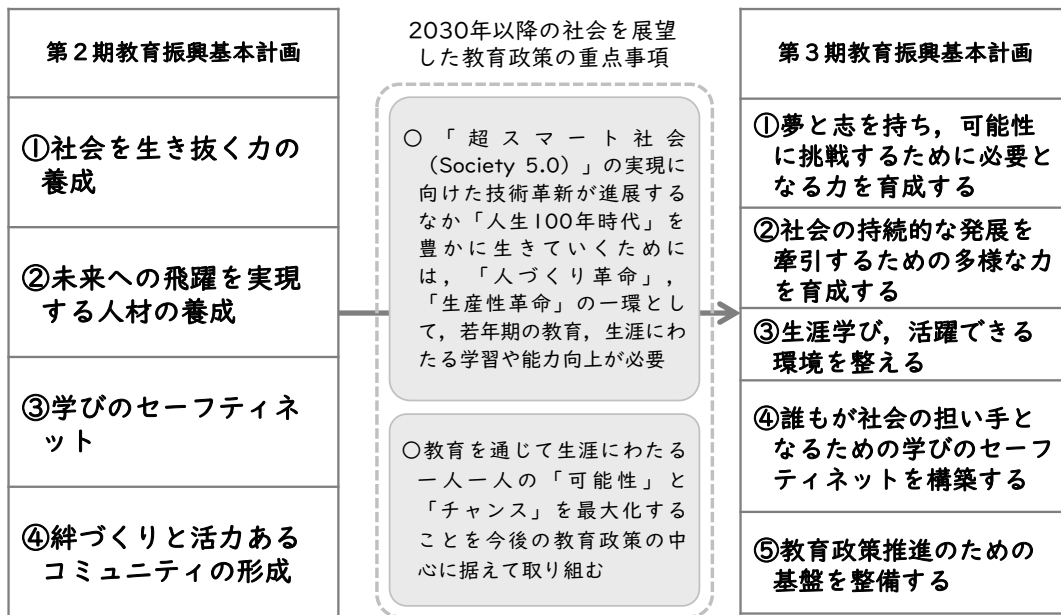 第2期教育振興基本計画
①社会を生き抜く力の
養成
②未来への飛躍を実現
する人材の養成
③学びのセーフティネ
ット
④絆づくりと活力ある
コミュニティの形成
2030年以降の社会を展望
した教育政策の重点事項
○「超スマート社会
(Society 5.0)」の実現に
向けた技術革新が進展する
なか「人生100年時代」を
豊かに生きていくために
は，「人づくり革命」，
「生産性革命」の一環とし
て，若年期の教育，生涯にわ
たる学習や能力向上が必要
○教育を通じて生涯にわたる
一人一人の「可能性」と
「チャンス」を最大化する
ことを今後の教育政策の中
心に据えて取り組む
第3期教育振興基本計画
①夢と志を持ち，可能性
に挑戦するために必要と
なる力を育成する
②社会の持続的な発展を
牽引するための多様な力
を育成する
③生涯学び，活躍できる
環境を整える
④誰もが社会の担い手と
なるための学びのセーフ
ティネットを構築する
⑤教育政策推進のための
基盤を整備する